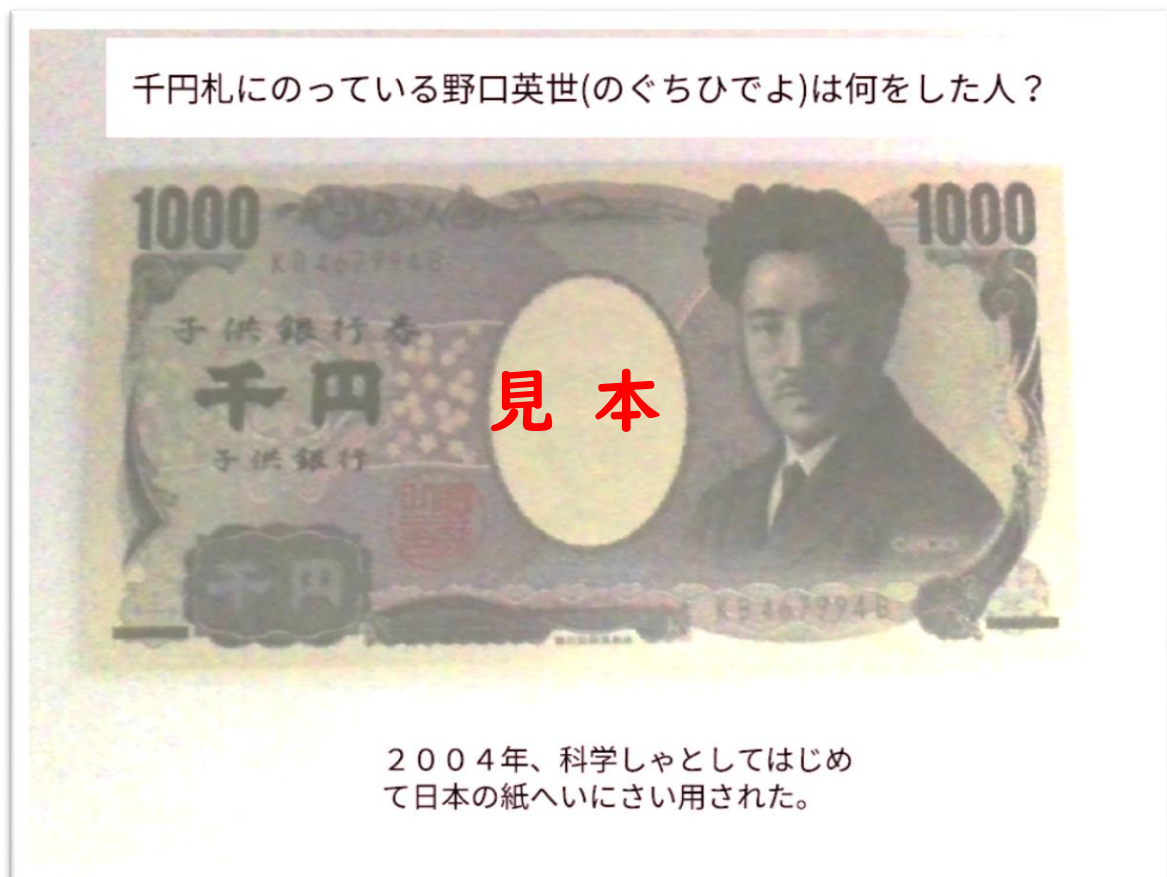 千円札にのっている野口英世(のぐちひでよ)は何をした人？
1000
1000
KB4679948
子供銀行券
千円
見 本
子供銀行
千円
KB4679948
２００４年、科学しゃとしてはじめ
て日本の紙へいにさい用された。